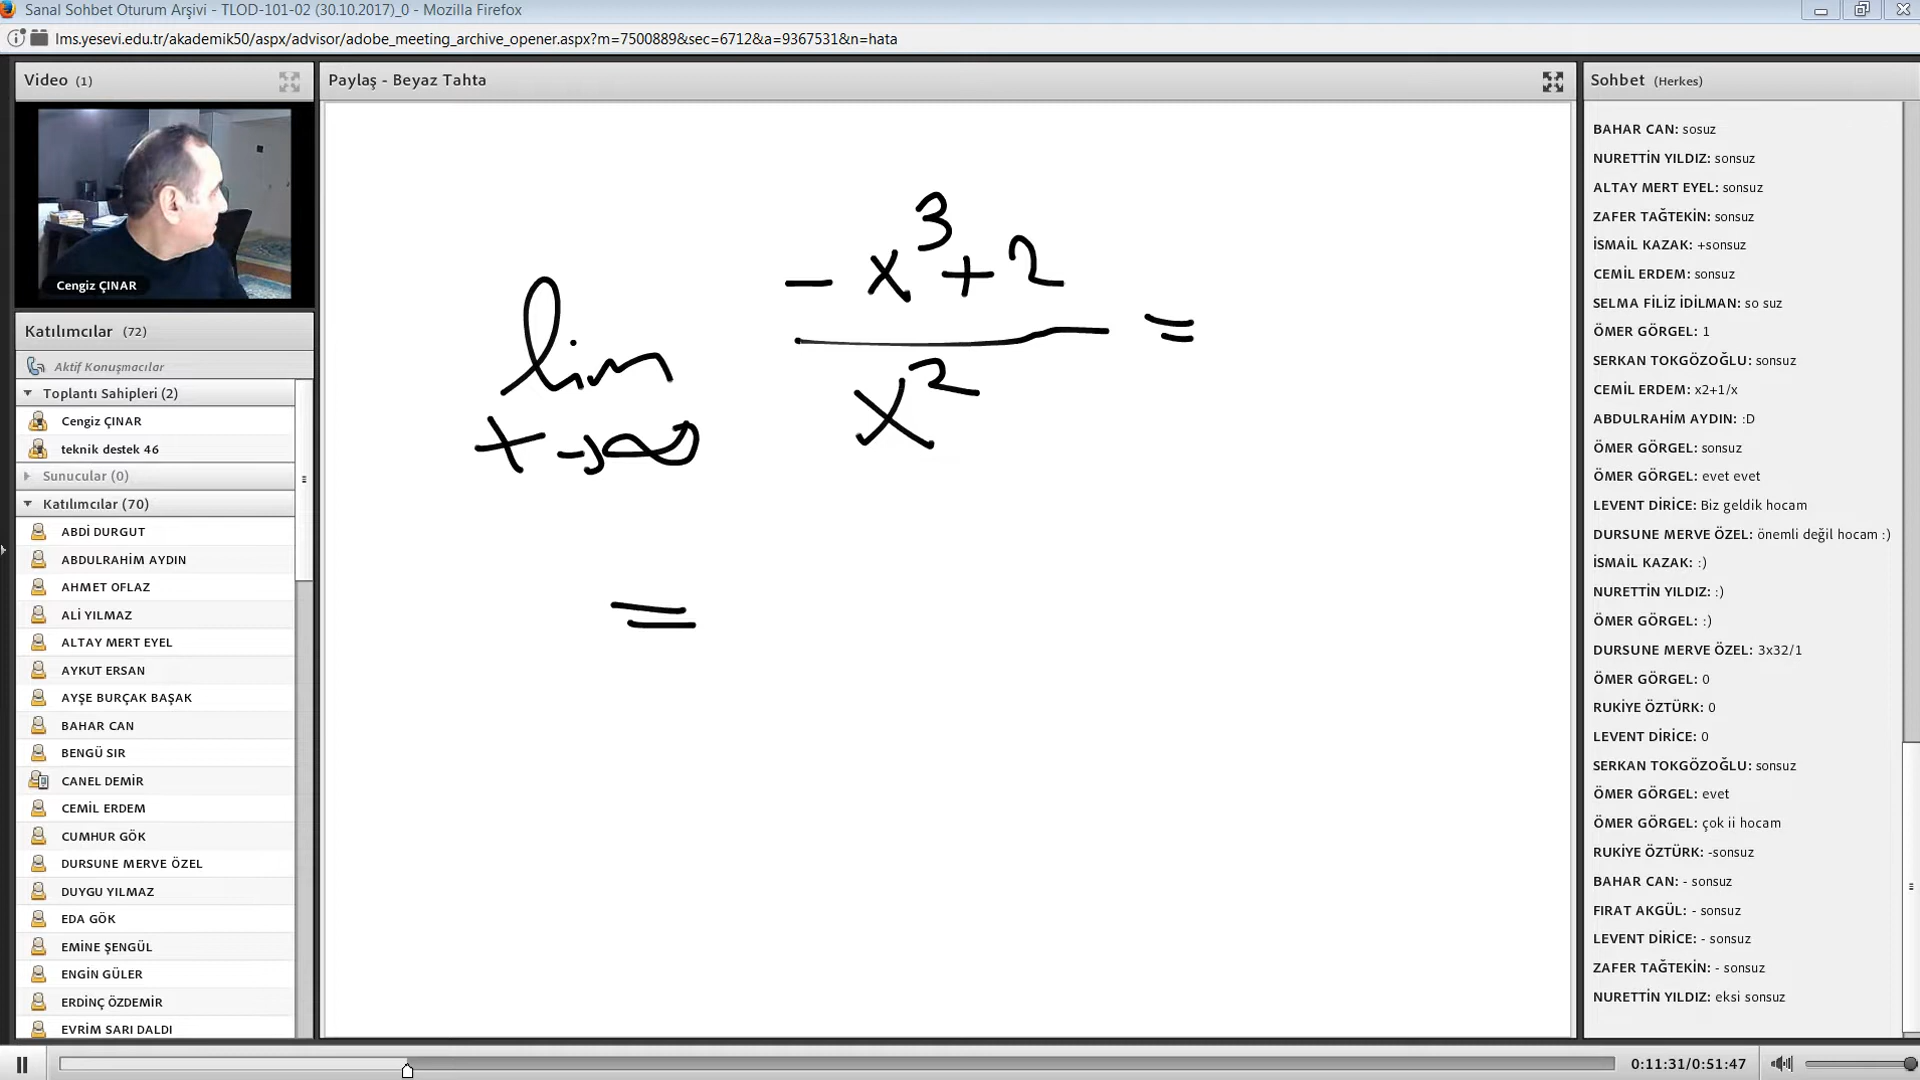 Sanal Sohbet Oturum Arşivi - TLOD-101-02 (30.10.2017)_0 - Mozilla Firefox
lms.yesevi.edu.tr/akademik50/aspx/advisor/adobe_meeting_archive_opener.aspx?m=7500889&sec=6712&a=9367531&n=hata
Video (1)
Cengiz ÇINAR
Katılımcılar (72)
Aktif Konuşmacılar
Toplantı Sahipleri (2)
Cengiz ÇINAR
teknik destek 46
Sunucular (0)
Katılımcılar (70)
ABDİ DURGUT
ABDULRAHİM AYDIN
AHMET OFLAZ
ALİ YILMAZ
ALTAY MERT EYEL
AYKUT ERSAN
AYŞE BURÇAK BAŞAK
BAHAR CAN
BENGÜ SIR
CANEL DEMİR
CEMİL ERDEM
CUMHUR GÖK
DURSUNE MERVE ÖZEL
DUYGU YILMAZ
EDA GÖK
EMİNE ŞENGÜL
ENGİN GÜLER
ERDİNÇ ÖZDEMİR
EVRİM SARI DALDI
Paylaş - Beyaz Tahta
- x³+2
lim =
x→∞ x²
=
Sohbet (Herkes)
BAHAR CAN: sosuz
NURETTİN YILDIZ: sonsuz
ALTAY MERT EYEL: sonsuz
ZAFER TAĞTEKİN: sonsuz
İSMAİL KAZAK: +sonsuz
CEMİL ERDEM: sonsuz
SELMA FİLİZ İDİLMAN: so suz
ÖMER GÖRGEL: 1
SERKAN TOKGÖZOĞLU: sonsuz
CEMİL ERDEM: x2+1/x
ABDULRAHİM AYDIN: :D
ÖMER GÖRGEL: sonsuz
ÖMER GÖRGEL: evet evet
LEVENT DİRİCE: Biz geldik hocam
DURSUNE MERVE ÖZEL: önemli değil hocam :)
İSMAİL KAZAK: :)
NURETTİN YILDIZ: :)
ÖMER GÖRGEL: :)
DURSUNE MERVE ÖZEL: 3x32/1
ÖMER GÖRGEL: 0
RUKİYE ÖZTÜRK: 0
LEVENT DİRİCE: 0
SERKAN TOKGÖZOĞLU: sonsuz
ÖMER GÖRGEL: evet
ÖMER GÖRGEL: çok ii hocam
RUKİYE ÖZTÜRK: -sonsuz
BAHAR CAN: - sonsuz
FIRAT AKGÜL: - sonsuz
LEVENT DİRİCE: - sonsuz
ZAFER TAĞTEKİN: - sonsuz
NURETTİN YILDIZ: eksi sonsuz
0:11:31/0:51:47